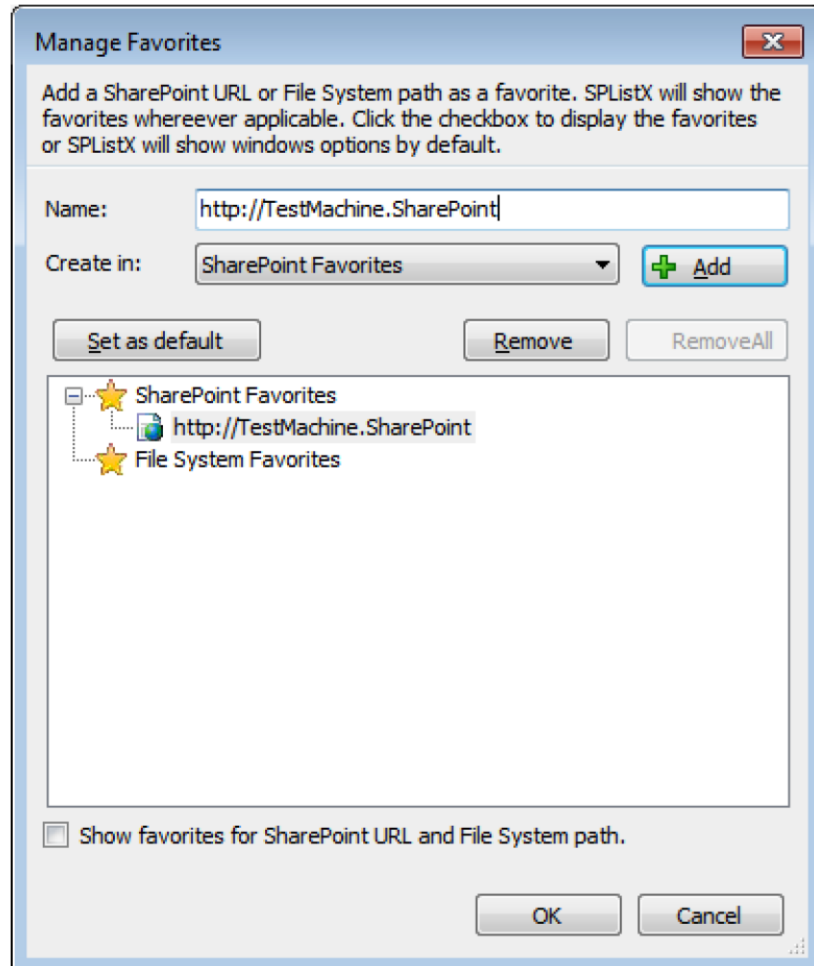 Manage Favorites
Add a SharePoint URL or File System path as a favorite. SPListX will show the
favorites whereever applicable. Click the checkbox to display the favorites
or SPListX will show windows options by default.
Name: http://TestMachine.SharePoint
Create in: SharePoint Favorites Add
Set as default Remove RemoveAll
SharePoint Favorites
http://TestMachine.SharePoint
File System Favorites
Show favorites for SharePoint URL and File System path.
OK Cancel